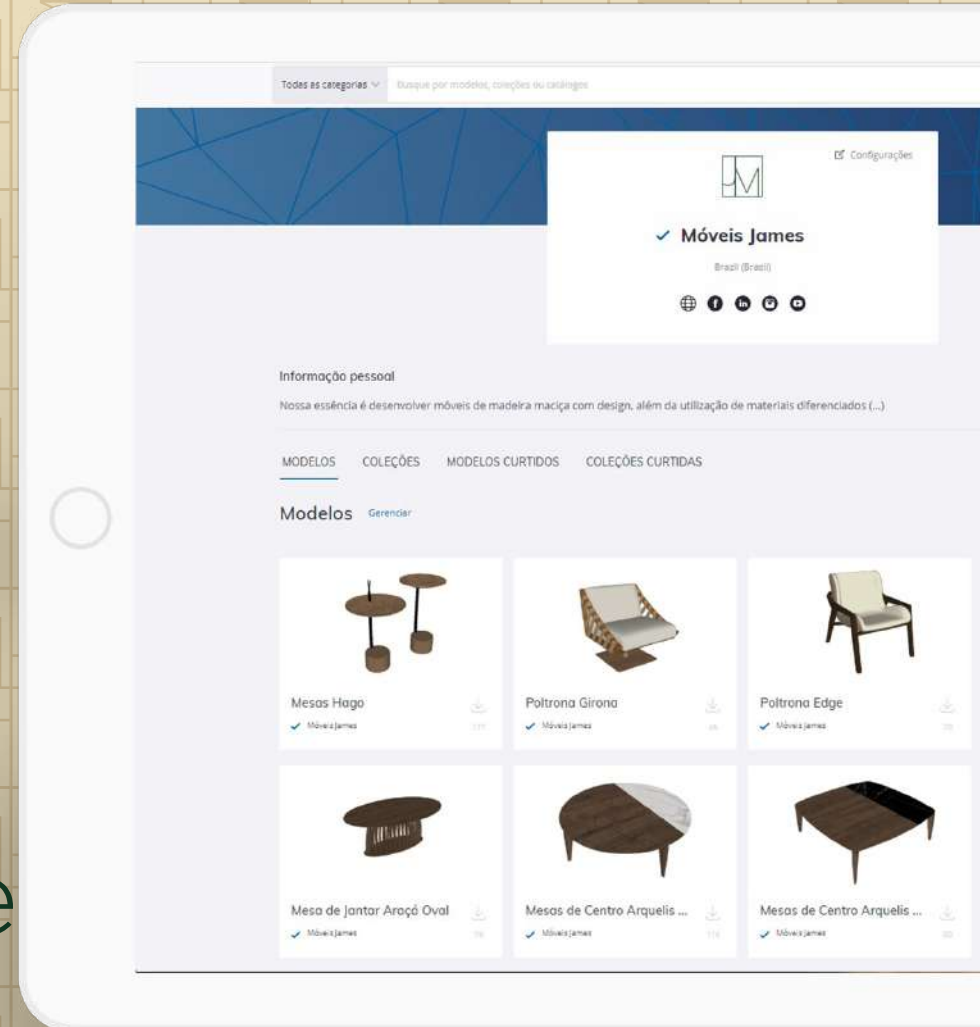 Todas as categorias
Busque por modelos, coleções ou catálogos
Configurações
JM
Móveis James
Brazil (Brasil)
Informação pessoal
Nossa essência é desenvolver móveis de madeira maciça com design, além da utilização de materiais diferenciados (...)
MODELOS COLEÇÕES MODELOS CURTIDOS COLEÇÕES CURTIDAS
Modelos Gerenciar
Mesas Hago
Móveis James
Poltrona Girona
Móveis James
Poltrona Edge
Móveis James
Mesa de Jantar Araçá Oval
Móveis James
Mesas de Centro Arquelis ...
Móveis James
Mesas de Centro Arquelis ...
Móveis James
e